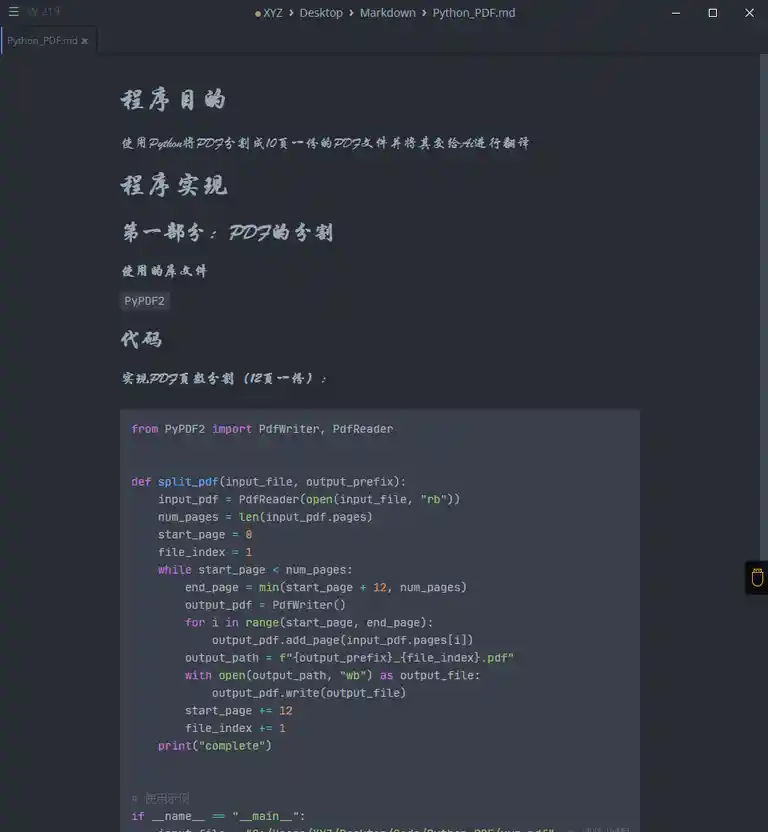 XYZ > Desktop > Markdown > Python_PDF.md
Python_PDF.md ×
程序目的
使用Python将PDF分割成10页一份的PDF文件并将其变给Ai进行翻译
程序实现
第一部分：PDF的分割
使用的库文件
PyPDF2
代码
实现PDF页数分割（12页一份）：
from PyPDF2 import PdfWriter, PdfReader
def split_pdf(input_file, output_prefix):
    input_pdf = PdfReader(open(input_file, "rb"))
    num_pages = len(input_pdf.pages)
    start_page = 0
    file_index = 1
    while start_page < num_pages:
        end_page = min(start_page + 12, num_pages)
        output_pdf = PdfWriter()
        for i in range(start_page, end_page):
            output_pdf.add_page(input_pdf.pages[i])
        output_path = f"{output_prefix}_{file_index}.pdf"
        with open(output_path, "wb") as output_file:
            output_pdf.write(output_file)
        start_page += 12
        file_index += 1
    print("complete")
# 使用示例
if __name__ == "__main__":